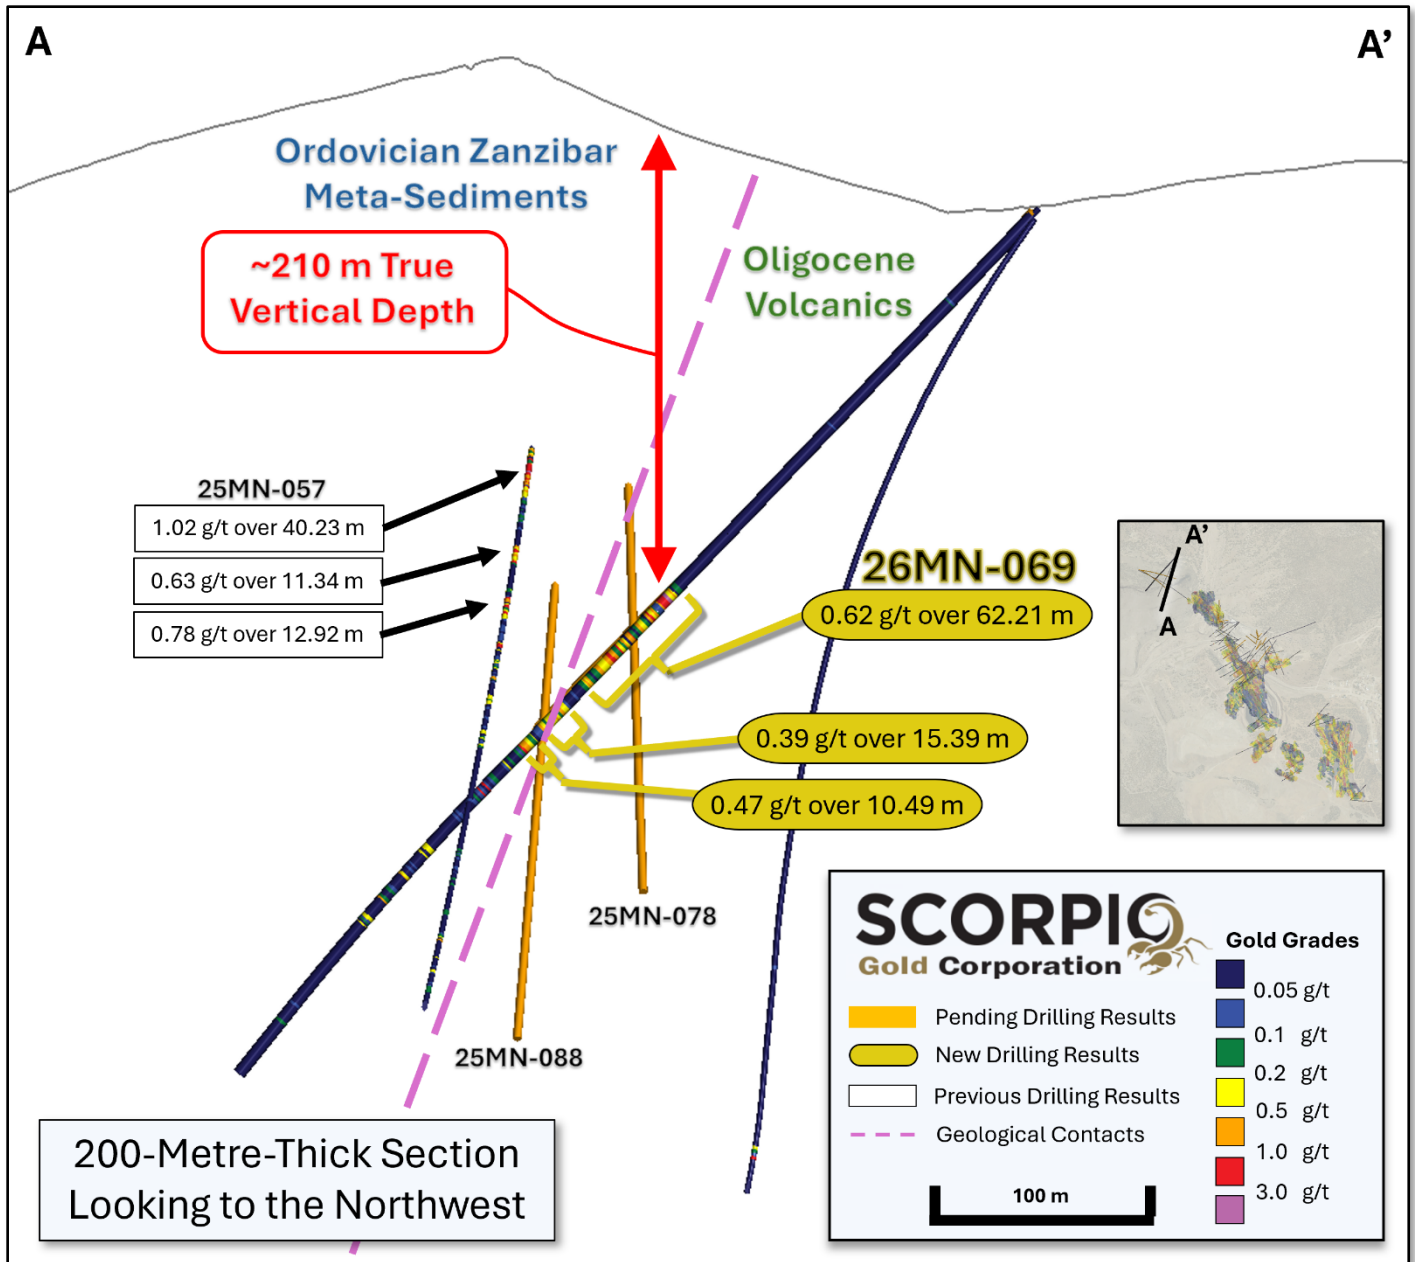 A
A’
Ordovician Zanzibar
Meta-Sediments
~210 m True
Vertical Depth
Oligocene
Volcanics
25MN-057
1.02 g/t over 40.23 m
0.63 g/t over 11.34 m
0.78 g/t over 12.92 m
26MN-069
0.62 g/t over 62.21 m
0.39 g/t over 15.39 m
0.47 g/t over 10.49 m
25MN-078
25MN-088
A’
A
SCORPIO
Gold Corporation
Pending Drilling Results
New Drilling Results
Previous Drilling Results
Geological Contacts
100 m
Gold Grades
0.05 g/t
0.1 g/t
0.2 g/t
0.5 g/t
1.0 g/t
3.0 g/t
200-Metre-Thick Section
Looking to the Northwest